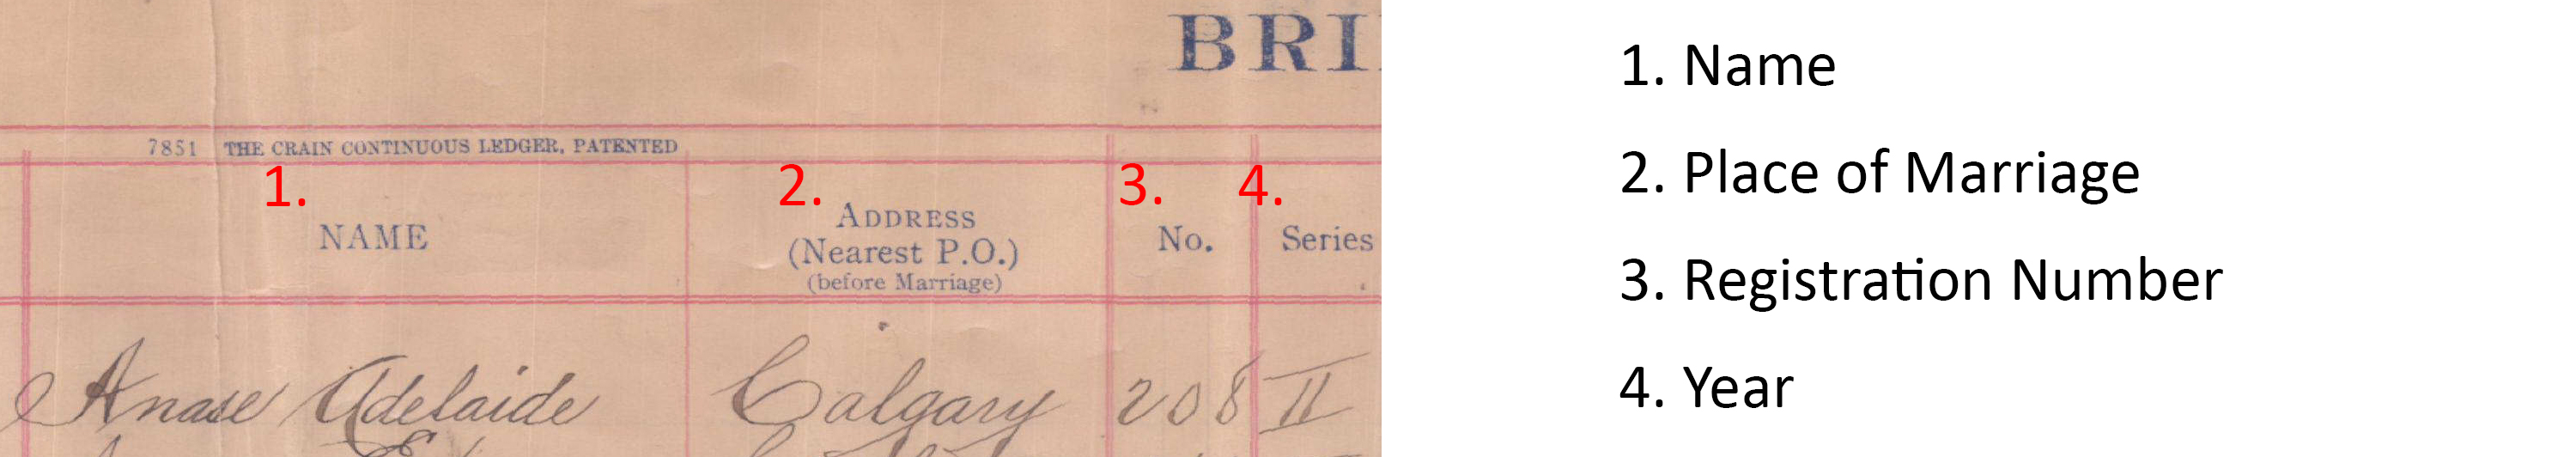 BRI
7851 THE CRAIN CONTINUOUS LEDGER, PATENTED
1. 2. 3. 4.
NAME
ADDRESS
(Nearest P.O.)
(before Marriage)
No.
Series
Anase Adelaide Calgary 208 II
1. Name
2. Place of Marriage
3. Registration Number
4. Year